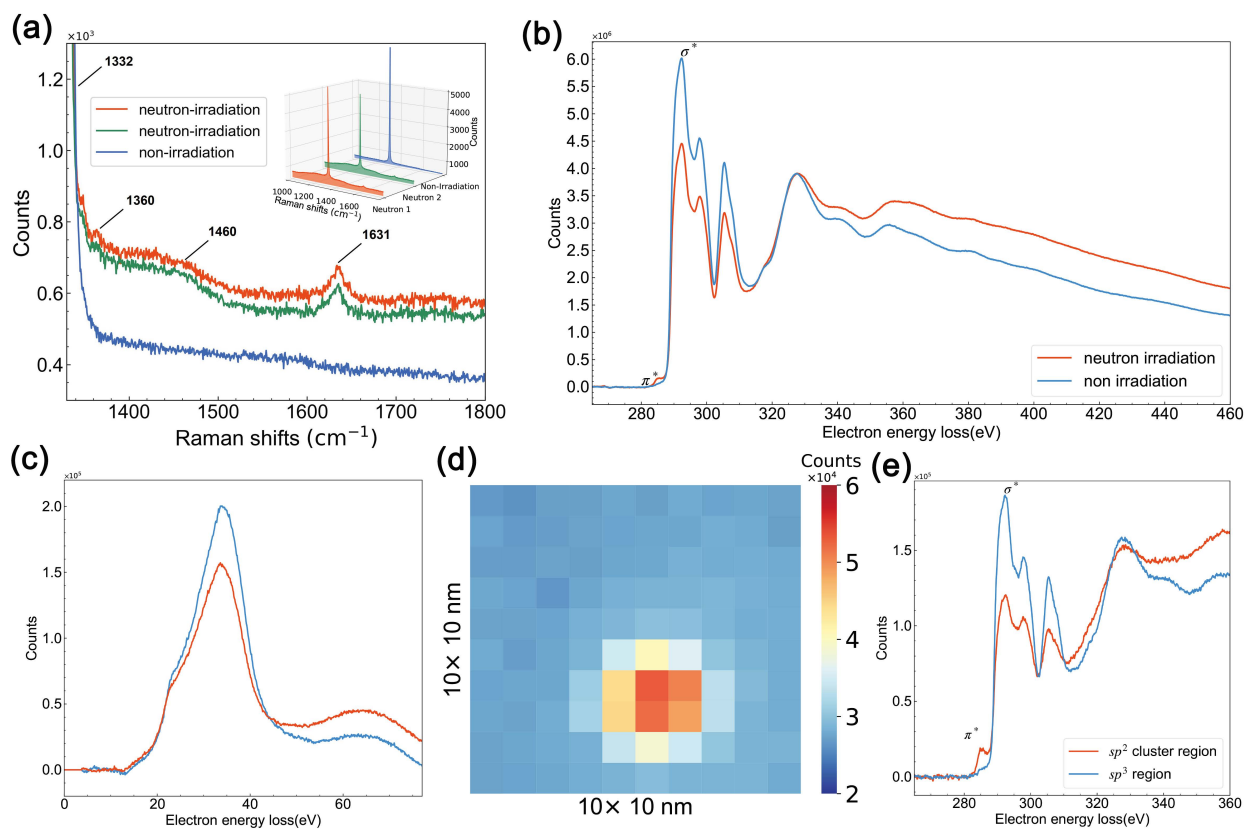 (a)
×10³
1.2
1.0
0.8
0.6
0.4
Counts
1332
1360
1460
1631
neutron-irradiation
neutron-irradiation
non-irradiation
5000
4000
3000
2000
1000
Counts
Non-Irradiation
Neutron 2
Neutron 1
1000
1200
1400
1600
Raman shifts (cm⁻¹)
1400
1500
1600
1700
1800
Raman shifts (cm⁻¹)
(b)
×10⁶
6.0
5.5
5.0
4.5
4.0
3.5
3.0
2.5
2.0
1.5
1.0
0.5
0.0
Counts
σ*
π*
neutron irradiation
non irradiation
280
300
320
340
360
380
400
420
440
460
Electron energy loss(eV)
(c)
×10⁵
2.0
1.5
1.0
0.5
0.0
Counts
0
20
40
60
Electron energy loss(eV)
(d)
Counts
×10⁴
6
5
4
3
2
10× 10 nm
10× 10 nm
(e)
×10⁵
1.5
1.0
0.5
0.0
Counts
σ*
π*
sp² cluster region
sp³ region
280
300
320
340
360
Electron energy loss(eV)